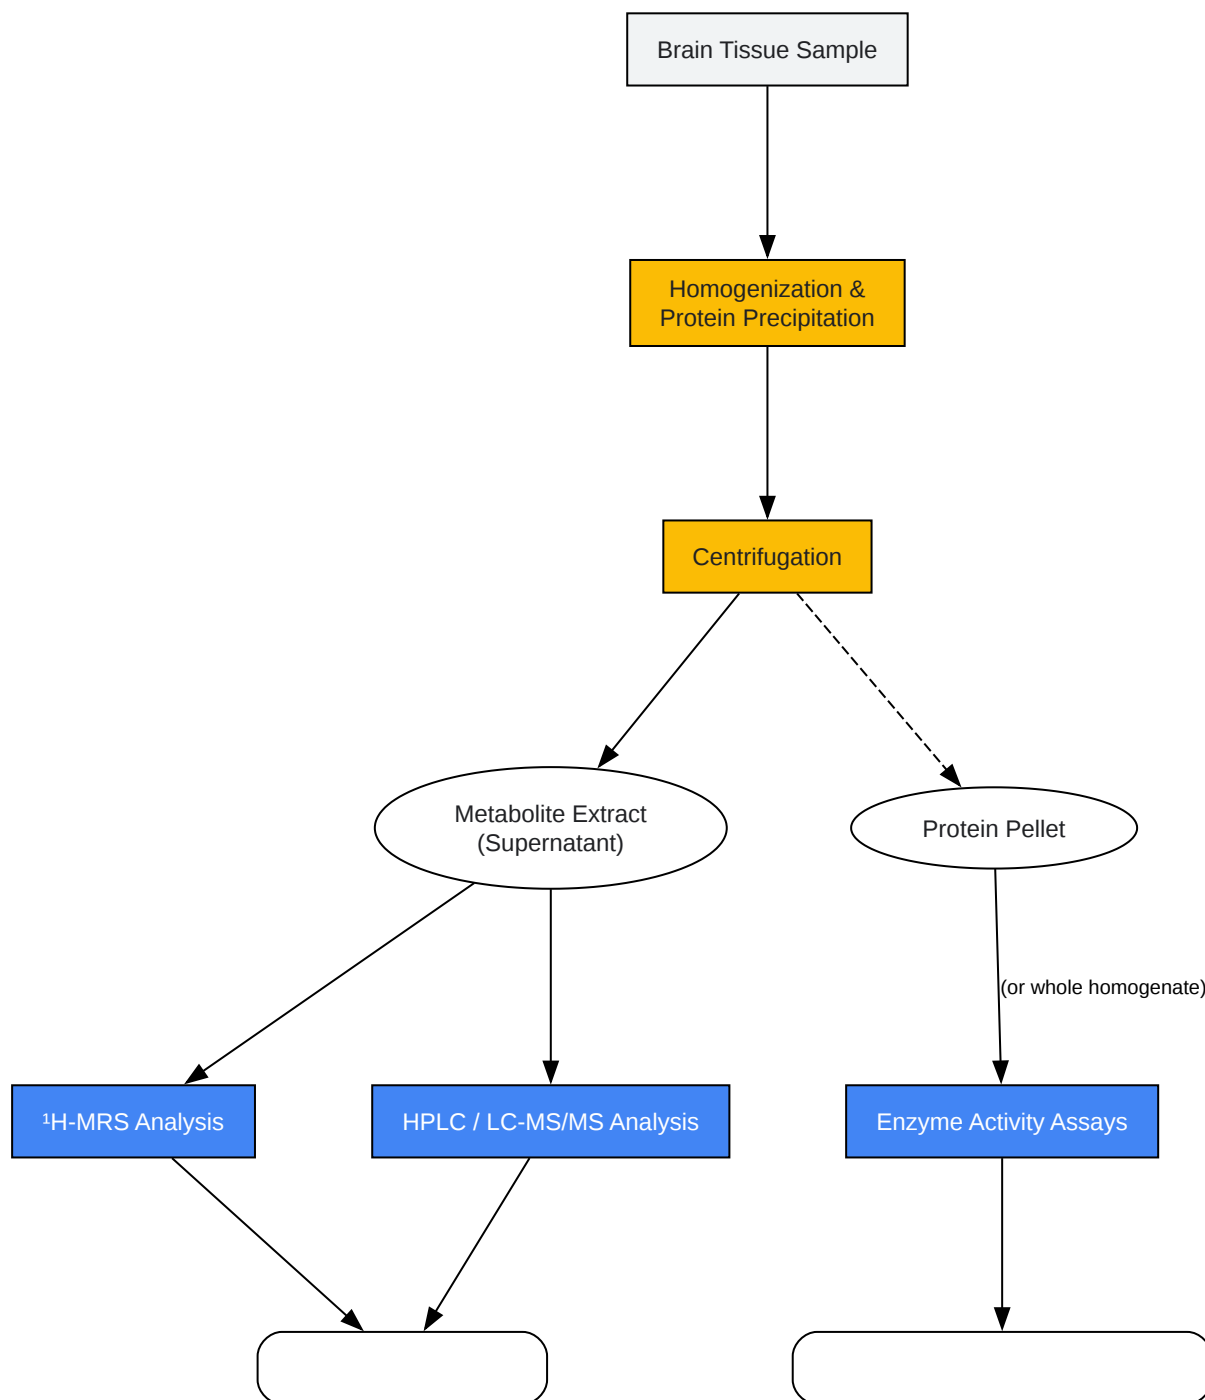 Brain Tissue Sample
Homogenization &
Protein Precipitation
Centrifugation
Metabolite Extract
(Supernatant)
Protein Pellet
(or whole homogenate)
¹H-MRS Analysis
HPLC / LC-MS/MS Analysis
Enzyme Activity Assays